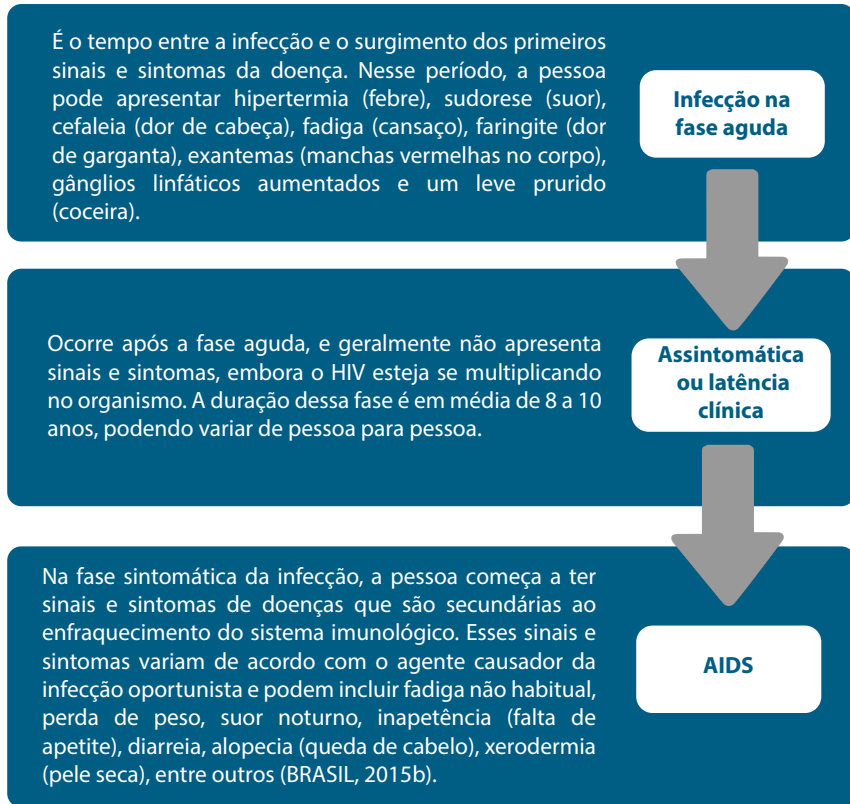 É o tempo entre a infecção e o surgimento dos primeiros
sinais e sintomas da doença. Nesse período, a pessoa
pode apresentar hipertermia (febre), sudorese (suor),
cefaleia (dor de cabeça), fadiga (cansaço), faringite (dor
de garganta), exantemas (manchas vermelhas no corpo),
gânglios linfáticos aumentados e um leve prurido
(coceira).
Infecção na
fase aguda
Ocorre após a fase aguda, e geralmente não apresenta
sinais e sintomas, embora o HIV esteja se multiplicando
no organismo. A duração dessa fase é em média de 8 a 10
anos, podendo variar de pessoa para pessoa.
Assintomática
ou latência
clínica
Na fase sintomática da infecção, a pessoa começa a ter
sinais e sintomas de doenças que são secundárias ao
enfraquecimento do sistema imunológico. Esses sinais e
sintomas variam de acordo com o agente causador da
infecção oportunista e podem incluir fadiga não habitual,
perda de peso, suor noturno, inapetência (falta de
apetite), diarreia, alopecia (queda de cabelo), xerodermia
(pele seca), entre outros (BRASIL, 2015b).
AIDS